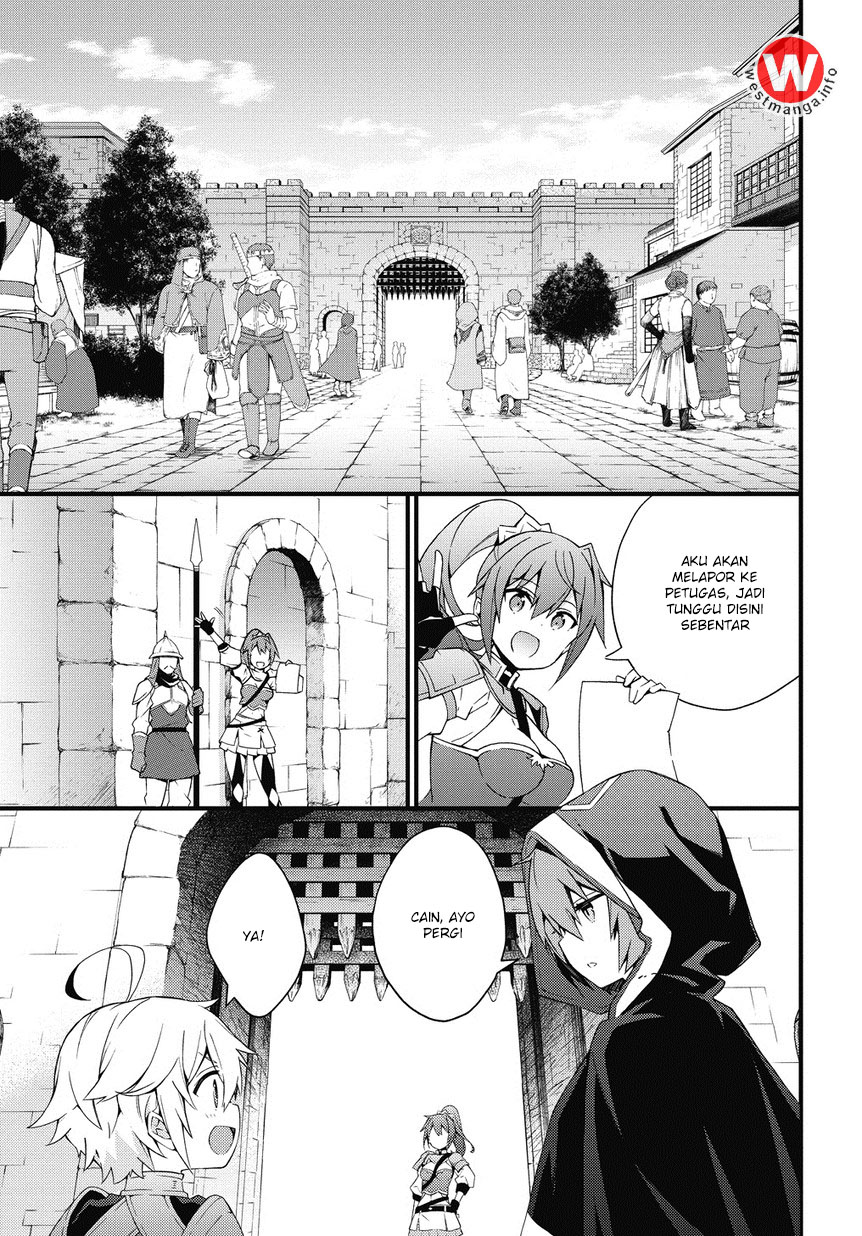 W
westmanga.info
AKU AKAN
MELAPOR KE
PETUGAS, JADI
TUNGGU DISINI
SEBENTAR
CAIN, AYO
PERGI
YA!